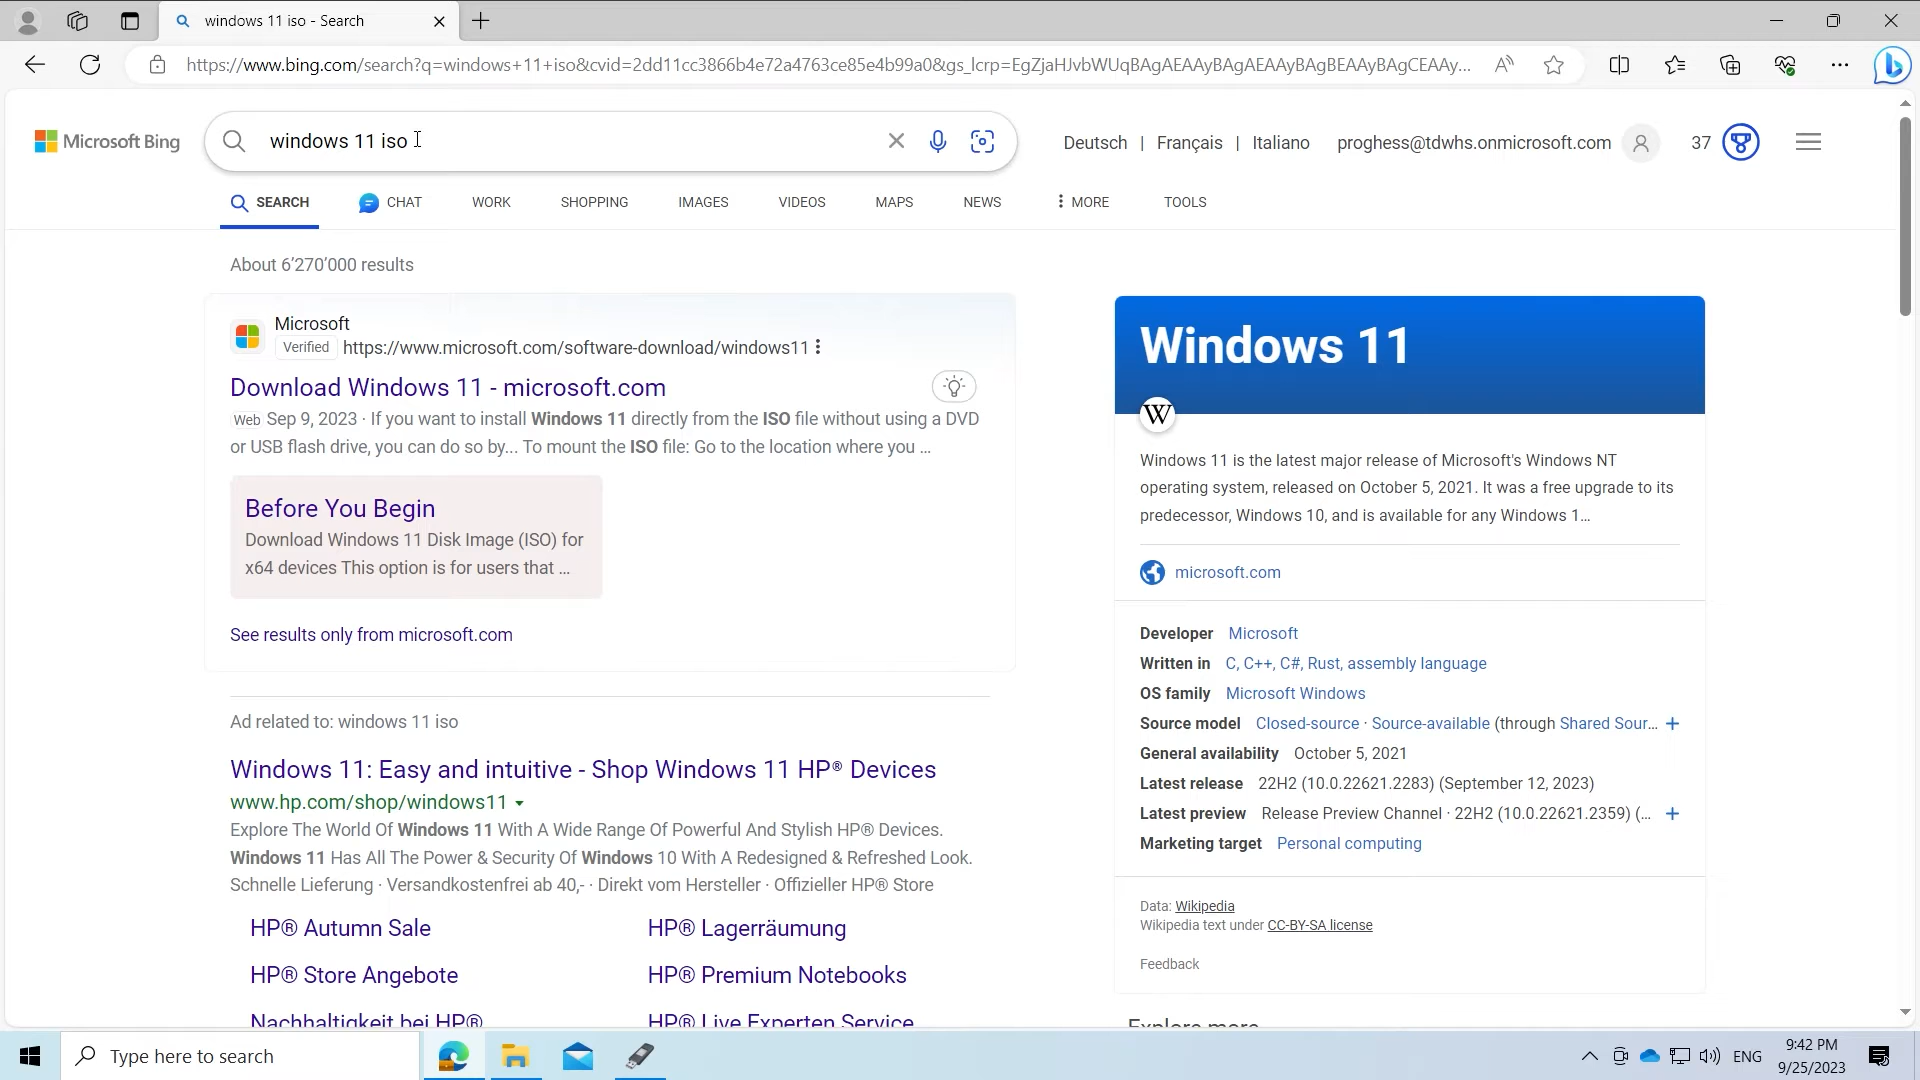 windows 11 iso - Search
https://www.bing.com/search?q=windows+11+iso&cvid=2dd11cc3866b4e72a4763ce85e4b99a0&gs_lcrp=EgZjaHJvbWUqBAgAEAAyBAgAEAAyBAgBEAAyBAgCEAAy...
Microsoft Bing
windows 11 iso
Deutsch | Français | Italiano
proghess@tdwhs.onmicrosoft.com
37
SEARCH CHAT WORK SHOPPING IMAGES VIDEOS MAPS NEWS MORE TOOLS
About 6’270’000 results
Microsoft
Verified https://www.microsoft.com/software-download/windows11
Download Windows 11 - microsoft.com
Web Sep 9, 2023 · If you want to install Windows 11 directly from the ISO file without using a DVD
or USB flash drive, you can do so by... To mount the ISO file: Go to the location where you ...
Before You Begin
Download Windows 11 Disk Image (ISO) for
x64 devices This option is for users that ...
See results only from microsoft.com
Ad related to: windows 11 iso
Windows 11: Easy and intuitive - Shop Windows 11 HP® Devices
www.hp.com/shop/windows11
Explore The World Of Windows 11 With A Wide Range Of Powerful And Stylish HP® Devices.
Windows 11 Has All The Power & Security Of Windows 10 With A Redesigned & Refreshed Look.
Schnelle Lieferung · Versandkostenfrei ab 40,- · Direkt vom Hersteller · Offizieller HP® Store
HP® Autumn Sale
HP® Lagerräumung
HP® Store Angebote
HP® Premium Notebooks
Nachhaltigkeit bei HP®
HP® Live Experten Service
Windows 11
W
Windows 11 is the latest major release of Microsoft's Windows NT
operating system, released on October 5, 2021. It was a free upgrade to its
predecessor, Windows 10, and is available for any Windows 1...
microsoft.com
Developer Microsoft
Written in C, C++, C#, Rust, assembly language
OS family Microsoft Windows
Source model Closed-source · Source-available (through Shared Sour...
General availability October 5, 2021
Latest release 22H2 (10.0.22621.2283) (September 12, 2023)
Latest preview Release Preview Channel · 22H2 (10.0.22621.2359) (...
Marketing target Personal computing
Data: Wikipedia
Wikipedia text under CC-BY-SA license
Feedback
Explore more
Type here to search
ENG
9:42 PM
9/25/2023